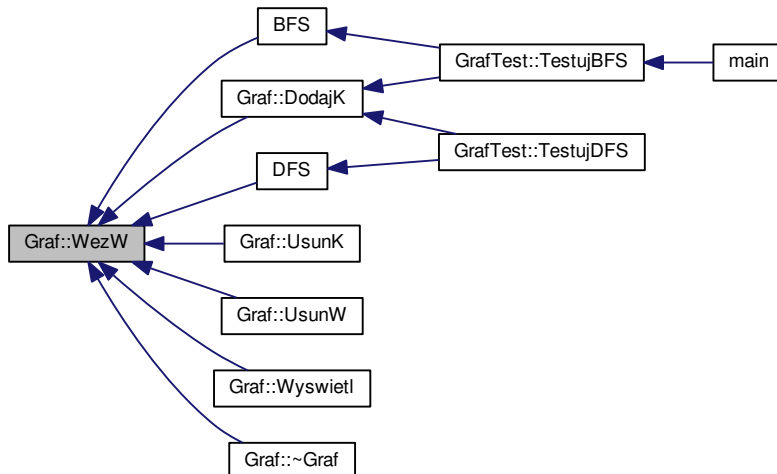 BFS
GrafTest::TestujBFS
main
Graf::DodajK
GrafTest::TestujDFS
DFS
Graf::WezW
Graf::UsunK
Graf::UsunW
Graf::Wyswietl
Graf::~Graf